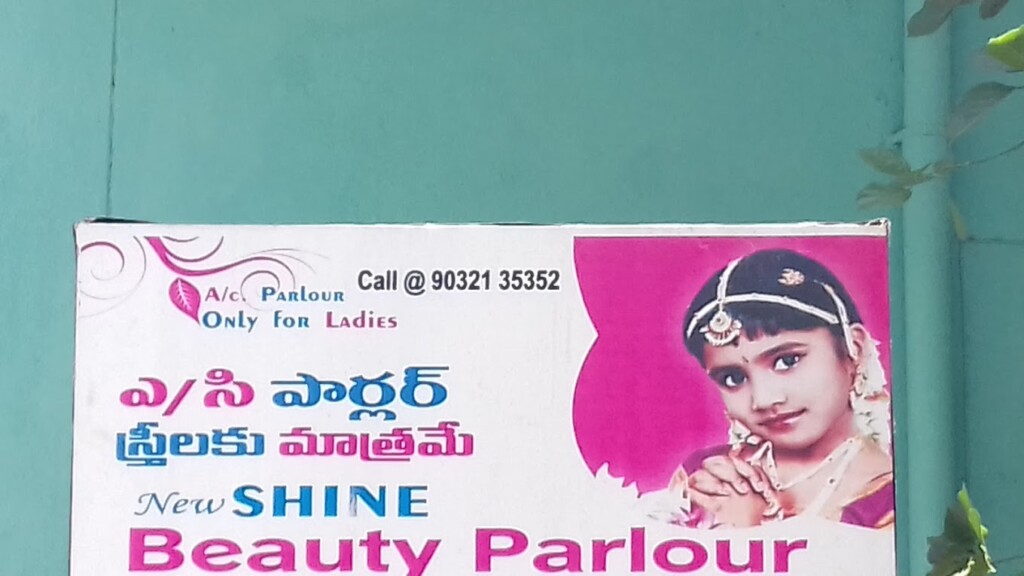 A/c. Parlour
Only for Ladies
Call @ 90321 35352
ఎ/సి పార్లర్
స్త్రీలకు మాత్రమే
New SHINE
Beauty Parlour